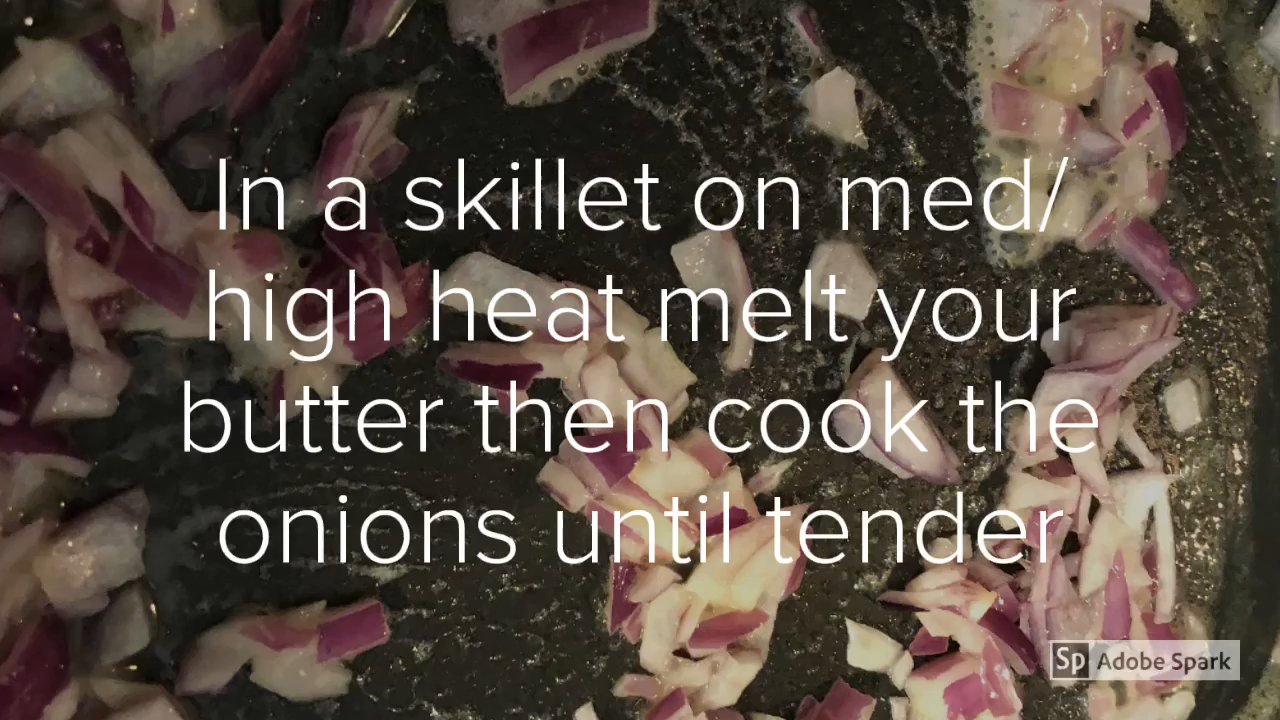 In a skillet on med/
high heat melt your
butter then cook the
onions until tender
Sp Adobe Spark